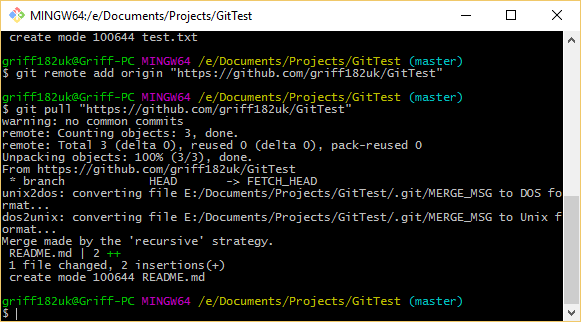 MINGW64:/e/Documents/Projects/GitTest
create mode 100644 test.txt
griff182uk@Griff-PC MINGW64 /e/Documents/Projects/GitTest (master)
$ git remote add origin "https://github.com/griff182uk/GitTest"
griff182uk@Griff-PC MINGW64 /e/Documents/Projects/GitTest (master)
$ git pull "https://github.com/griff182uk/GitTest"
warning: no common commits
remote: Counting objects: 3, done.
remote: Total 3 (delta 0), reused 0 (delta 0), pack-reused 0
Unpacking objects: 100% (3/3), done.
From https://github.com/griff182uk/GitTest
 * branch            HEAD       -> FETCH_HEAD
unix2dos: converting file E:/Documents/Projects/GitTest/.git/MERGE_MSG to DOS fo
rmat...
dos2unix: converting file E:/Documents/Projects/GitTest/.git/MERGE_MSG to Unix f
ormat...
Merge made by the 'recursive' strategy.
 README.md | 2 ++
 1 file changed, 2 insertions(+)
 create mode 100644 README.md
griff182uk@Griff-PC MINGW64 /e/Documents/Projects/GitTest (master)
$